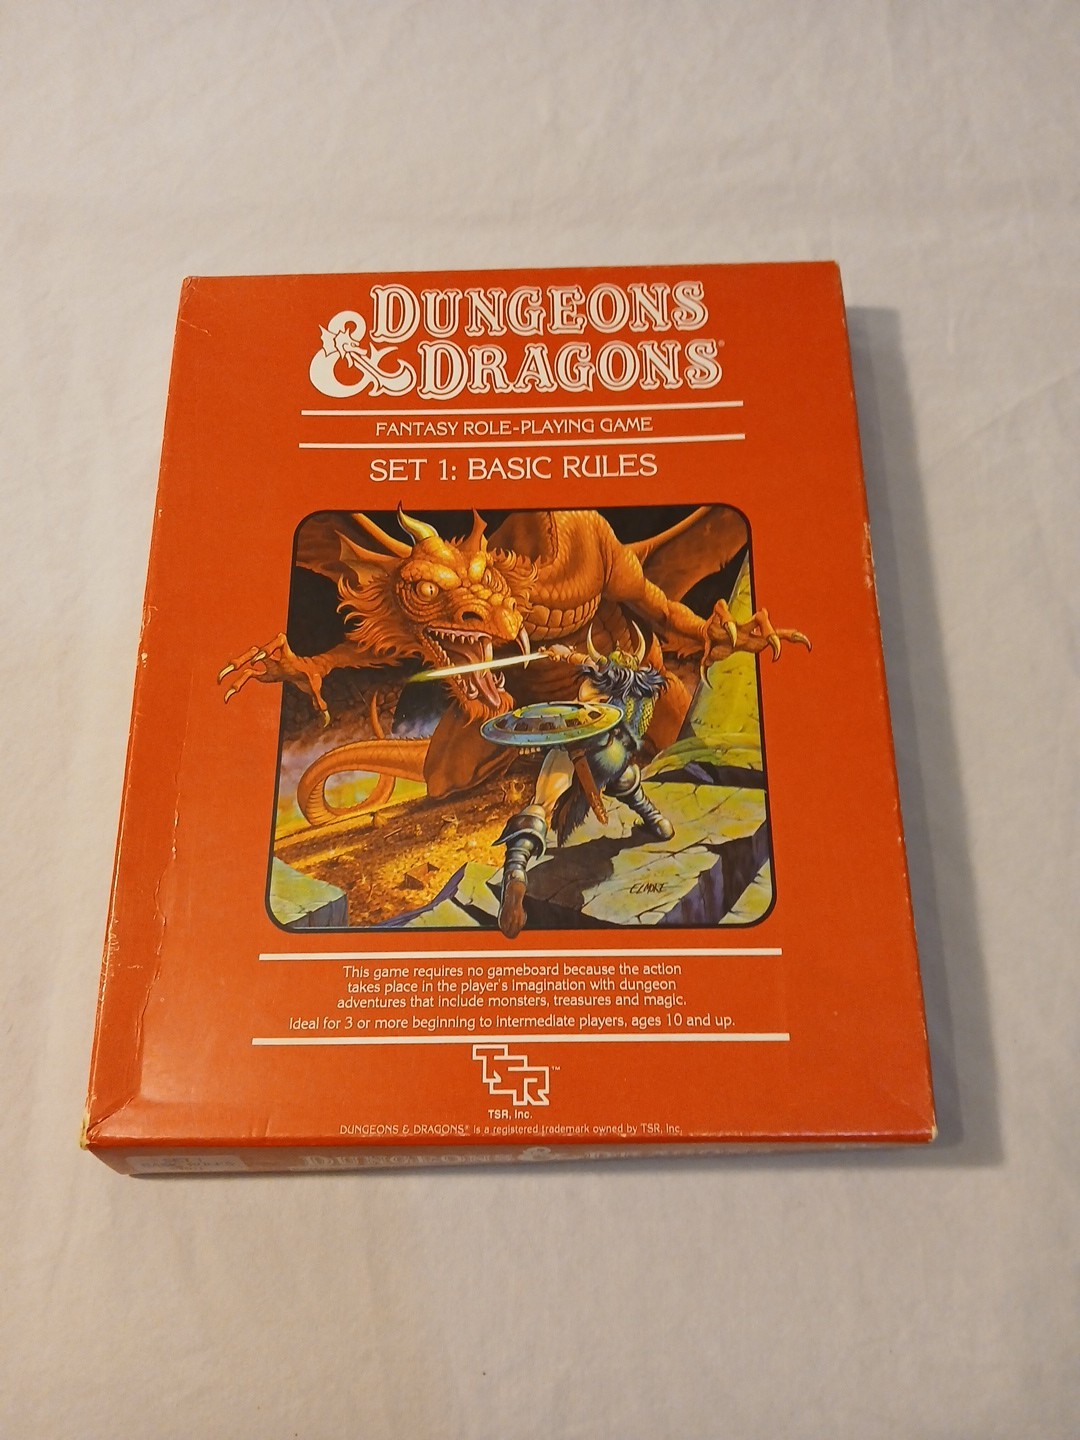 DUNGEONS
& DRAGONS®
FANTASY ROLE-PLAYING GAME
SET 1: BASIC RULES
ELMORE
This game requires no gameboard because the action
takes place in the player's imagination with dungeon
adventures that include monsters, treasures and magic.
Ideal for 3 or more beginning to intermediate players, ages 10 and up.
TSR™
TSR, Inc.
DUNGEONS & DRAGONS® is a registered trademark owned by TSR, Inc.
DUNGEONS &